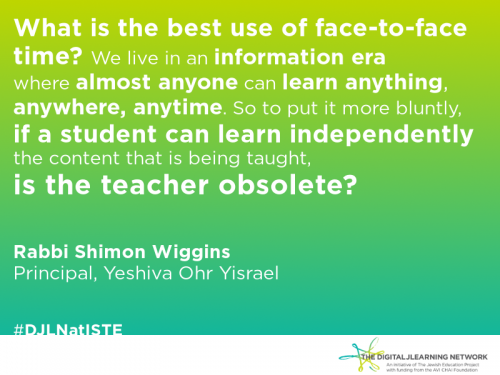 What is the best use of face-to-face
time? We live in an information era
where almost anyone can learn anything,
anywhere, anytime. So to put it more bluntly,
if a student can learn independently
the content that is being taught,
is the teacher obsolete?
Rabbi Shimon Wiggins
Principal, Yeshiva Ohr Yisrael
#DJLNatISTE
THE DIGITAL JLEARNING NETWORK
An initiative of The Jewish Education Project
with funding from the AVI CHAI Foundation